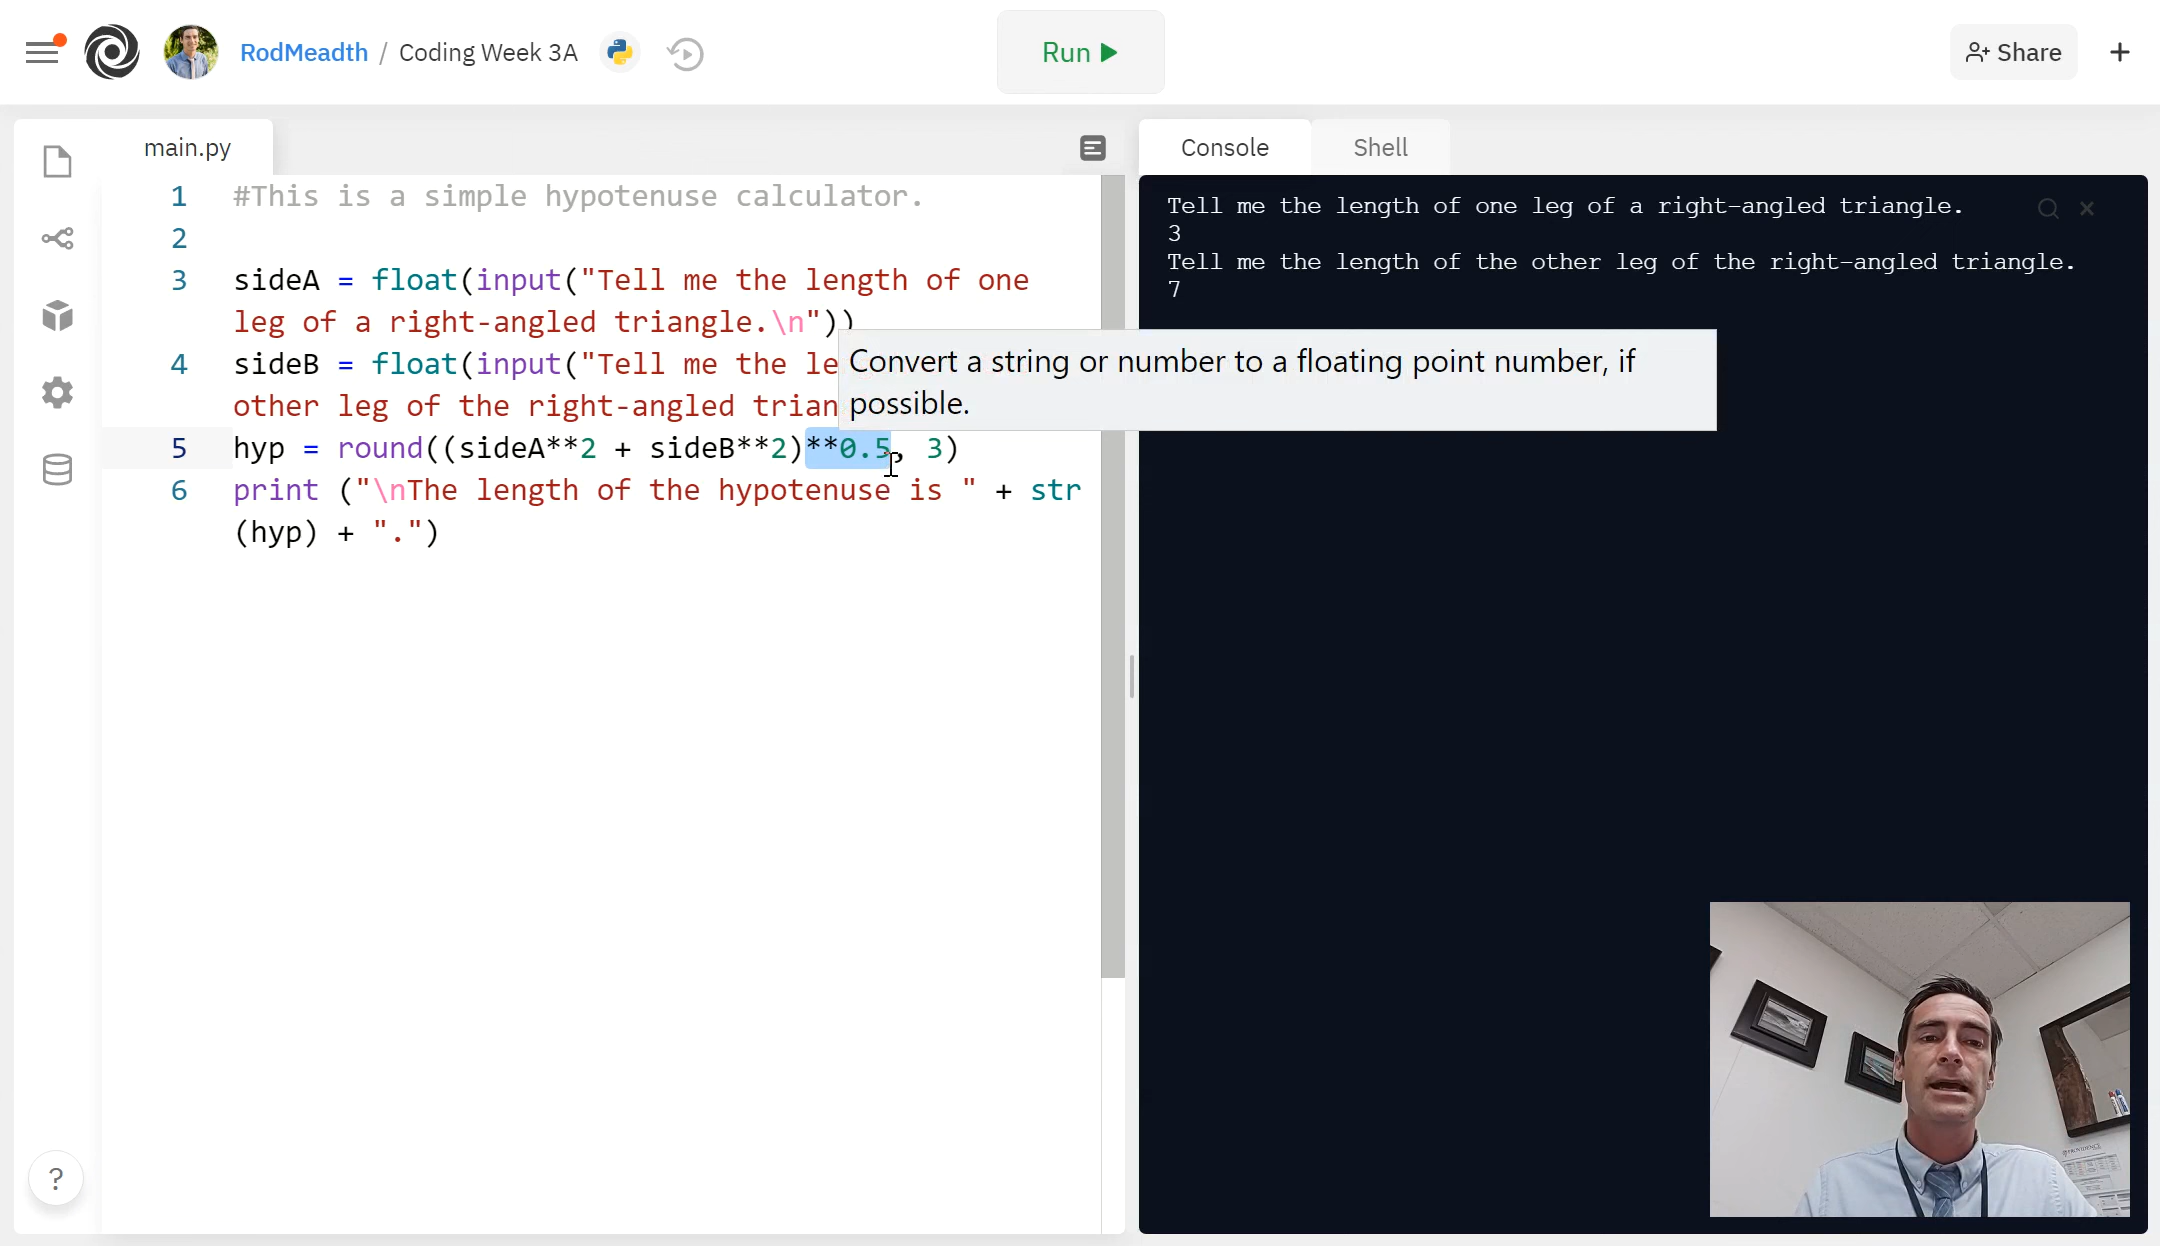 RodMeadth / Coding Week 3A
Run
Share
main.py
1 #This is a simple hypotenuse calculator.
2
3 sideA = float(input("Tell me the length of one
leg of a right-angled triangle.\n"))
4 sideB = float(input("Tell me the le
other leg of the right-angled trian
5 hyp = round((sideA**2 + sideB**2)**0.5, 3)
6 print ("\nThe length of the hypotenuse is " + str
(hyp) + ".")
Convert a string or number to a floating point number, if
possible.
?
Console
Shell
Tell me the length of one leg of a right-angled triangle.
3
Tell me the length of the other leg of the right-angled triangle.
7